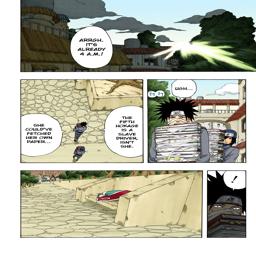 ARRGH.
IT'S
ALREADY
4 A.M.!
THE
FIFTH
HOKAGE
IS A
SLAVE
DRIVER,
ISN'T
SHE.
SHE
COULD'VE
FETCHED
HER OWN
PAPER...
UGH...
!